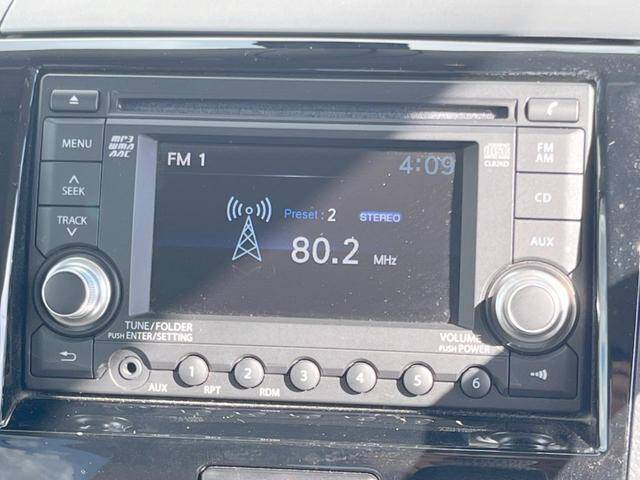 MENU
MP3
WMA
AAC
SEEK
TRACK
FM 1
4:09
Preset : 2 STEREO
80.2 MHz
disc
FM
AM
CD
AUX
TUNE/FOLDER
PUSH ENTER/SETTING
VOLUME
PUSH POWER
AUX
1 2 3 4 5 6
RPT RDM